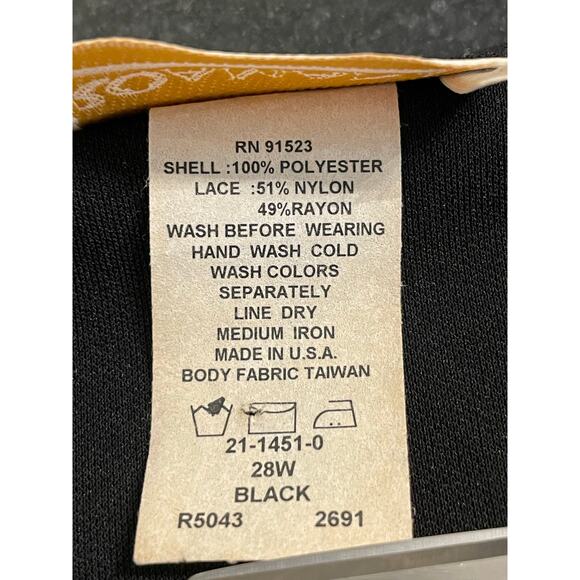 RN 91523
SHELL :100% POLYESTER
LACE :51% NYLON
49%RAYON
WASH BEFORE WEARING
HAND WASH COLD
WASH COLORS
SEPARATELY
LINE DRY
MEDIUM IRON
MADE IN U.S.A.
BODY FABRIC TAIWAN
21-1451-0
28W
BLACK
R5043 2691